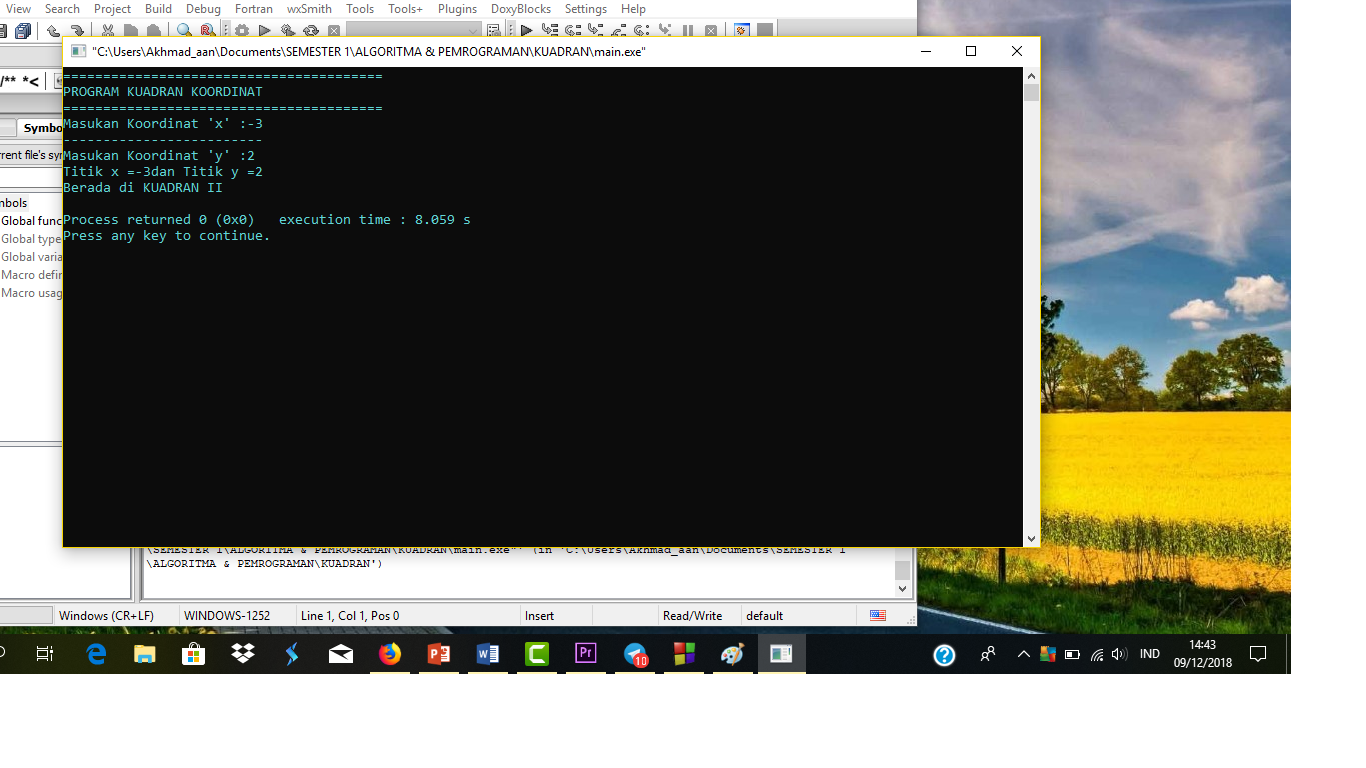 View Search Project Build Debug Fortran wxSmith Tools Tools+ Plugins DoxyBlocks Settings Help
"C:\Users\Akhmad_aan\Documents\SEMESTER 1\ALGORITMA & PEMROGRAMAN\KUADRAN\main.exe"
/** *<
========================================
PROGRAM KUADRAN KOORDINAT
========================================
Symbo
Masukan Koordinat 'x' :-3
-------------------------
rrent file's sy
Masukan Koordinat 'y' :2
Titik x =-3dan Titik y =2
Berada di KUADRAN II
nbols
Global func
Process returned 0 (0x0)   execution time : 8.059 s
Global type
Press any key to continue.
Global varia
Macro defin
Macro usag
\SEMESTER 1\ALGORITMA & PEMROGRAMAN\KUADRAN\main.exe"' (in 'C:\Users\Akhmad_aan\Documents\SEMESTER 1
\ALGORITMA & PEMROGRAMAN\KUADRAN')
Windows (CR+LF) WINDOWS-1252 Line 1, Col 1, Pos 0 Insert Read/Write default
10
Pr
IND
14:43
09/12/2018